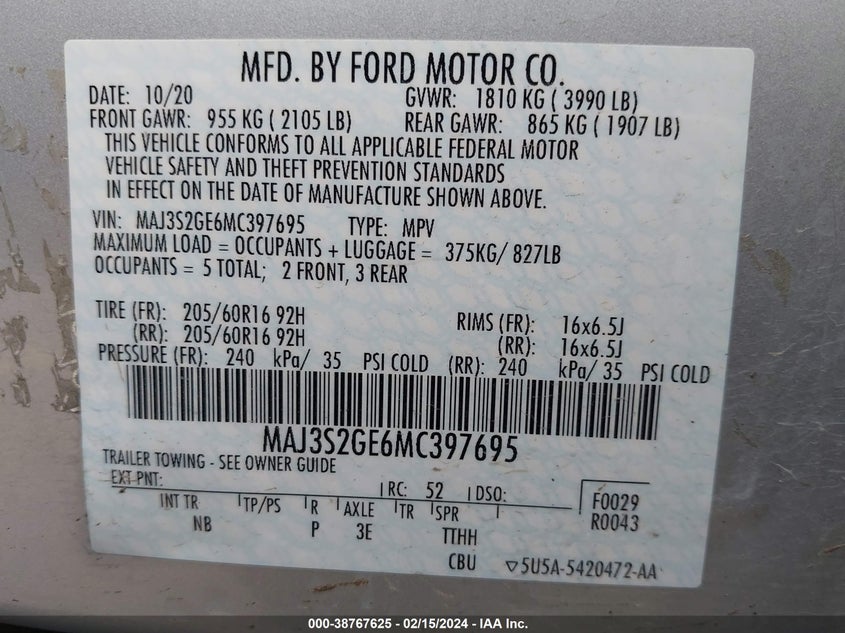 MFD. BY FORD MOTOR CO.
DATE: 10/20 GVWR: 1810 KG ( 3990 LB)
FRONT GAWR: 955 KG ( 2105 LB) REAR GAWR: 865 KG ( 1907 LB)
THIS VEHICLE CONFORMS TO ALL APPLICABLE FEDERAL MOTOR
VEHICLE SAFETY AND THEFT PREVENTION STANDARDS
IN EFFECT ON THE DATE OF MANUFACTURE SHOWN ABOVE.
VIN: MAJ3S2GE6MC397695 TYPE: MPV
MAXIMUM LOAD = OCCUPANTS + LUGGAGE = 375KG/ 827LB
OCCUPANTS = 5 TOTAL; 2 FRONT, 3 REAR
TIRE (FR): 205/60R16 92H RIMS (FR): 16x6.5J
(RR): 205/60R16 92H (RR): 16x6.5J
PRESSURE (FR): 240 kPa/ 35 PSI COLD (RR): 240 kPa/ 35 PSI COLD
MAJ3S2GE6MC397695
TRAILER TOWING - SEE OWNER GUIDE
EXT PNT: RC: 52 DSO: F0029
INT TR TP/PS R AXLE TR SPR R0043
NB P 3E TTHH
CBU ▽5U5A-5420472-AA
000-38767625 - 02/15/2024 - IAA Inc.